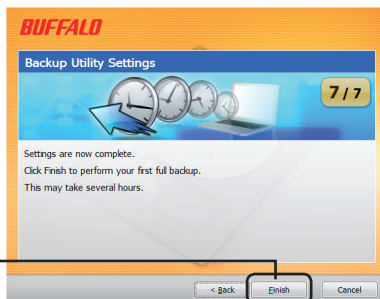 BUFFALO
Backup Utility Settings
7 / 7
Settings are now complete.
Click Finish to perform your first full backup.
This may take several hours.
< Back
Finish
Cancel